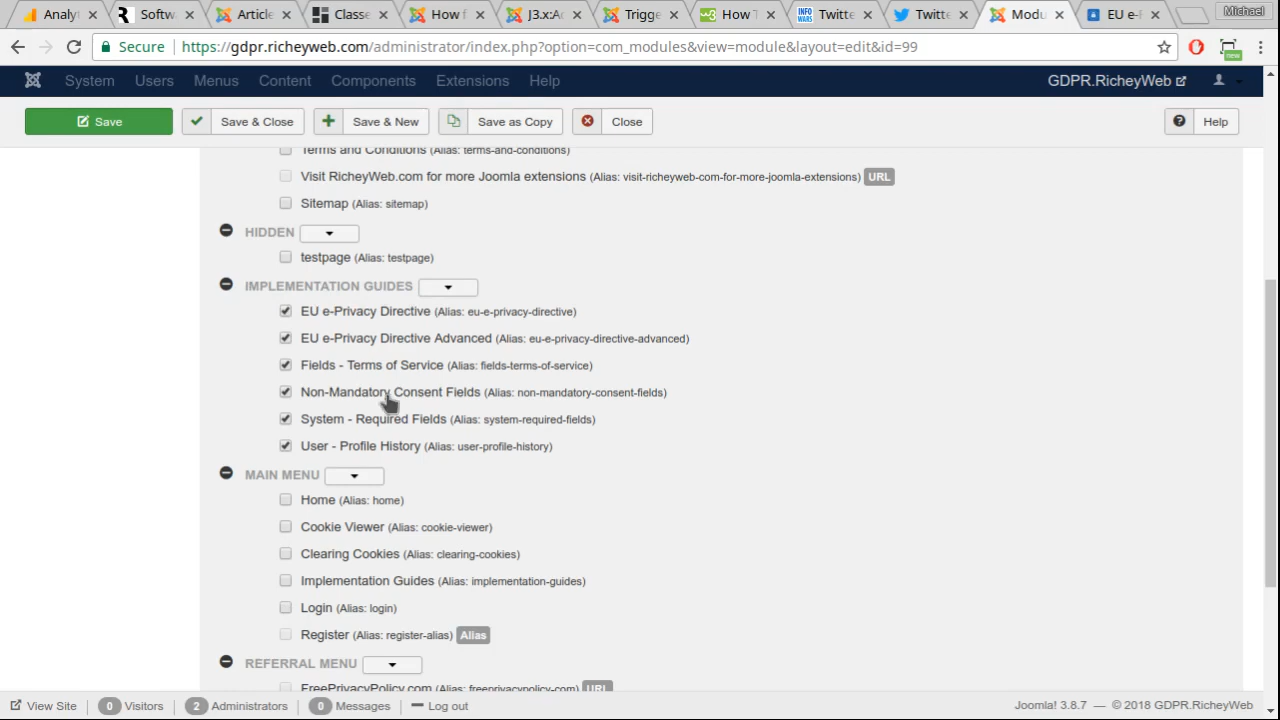 Michael
Analyt
Softwa
Article
Classe
How f
J3.x:A
Trigge
How T
Twitte
Twitte
Modu
EU e-F
Secure
https://gdpr.richeyweb.com/administrator/index.php?option=com_modules&view=module&layout=edit&id=99
new
System Users Menus Content Components Extensions Help GDPR.RicheyWeb
Save Save & Close Save & New Save as Copy Close Help
Terms and Conditions (Alias: terms-and-conditions)
Visit RicheyWeb.com for more Joomla extensions (Alias: visit-richeyweb-com-for-more-joomla-extensions) URL
Sitemap (Alias: sitemap)
HIDDEN
testpage (Alias: testpage)
IMPLEMENTATION GUIDES
EU e-Privacy Directive (Alias: eu-e-privacy-directive)
EU e-Privacy Directive Advanced (Alias: eu-e-privacy-directive-advanced)
Fields - Terms of Service (Alias: fields-terms-of-service)
Non-Mandatory Consent Fields (Alias: non-mandatory-consent-fields)
System - Required Fields (Alias: system-required-fields)
User - Profile History (Alias: user-profile-history)
MAIN MENU
Home (Alias: home)
Cookie Viewer (Alias: cookie-viewer)
Clearing Cookies (Alias: clearing-cookies)
Implementation Guides (Alias: implementation-guides)
Login (Alias: login)
Register (Alias: register-alias) Alias
REFERRAL MENU
FreePrivacyPolicy.com (Alias: freeprivacypolicy-com) URL
View Site 0 Visitors 2 Administrators 0 Messages Log out Joomla! 3.8.7 — © 2018 GDPR.RicheyWeb